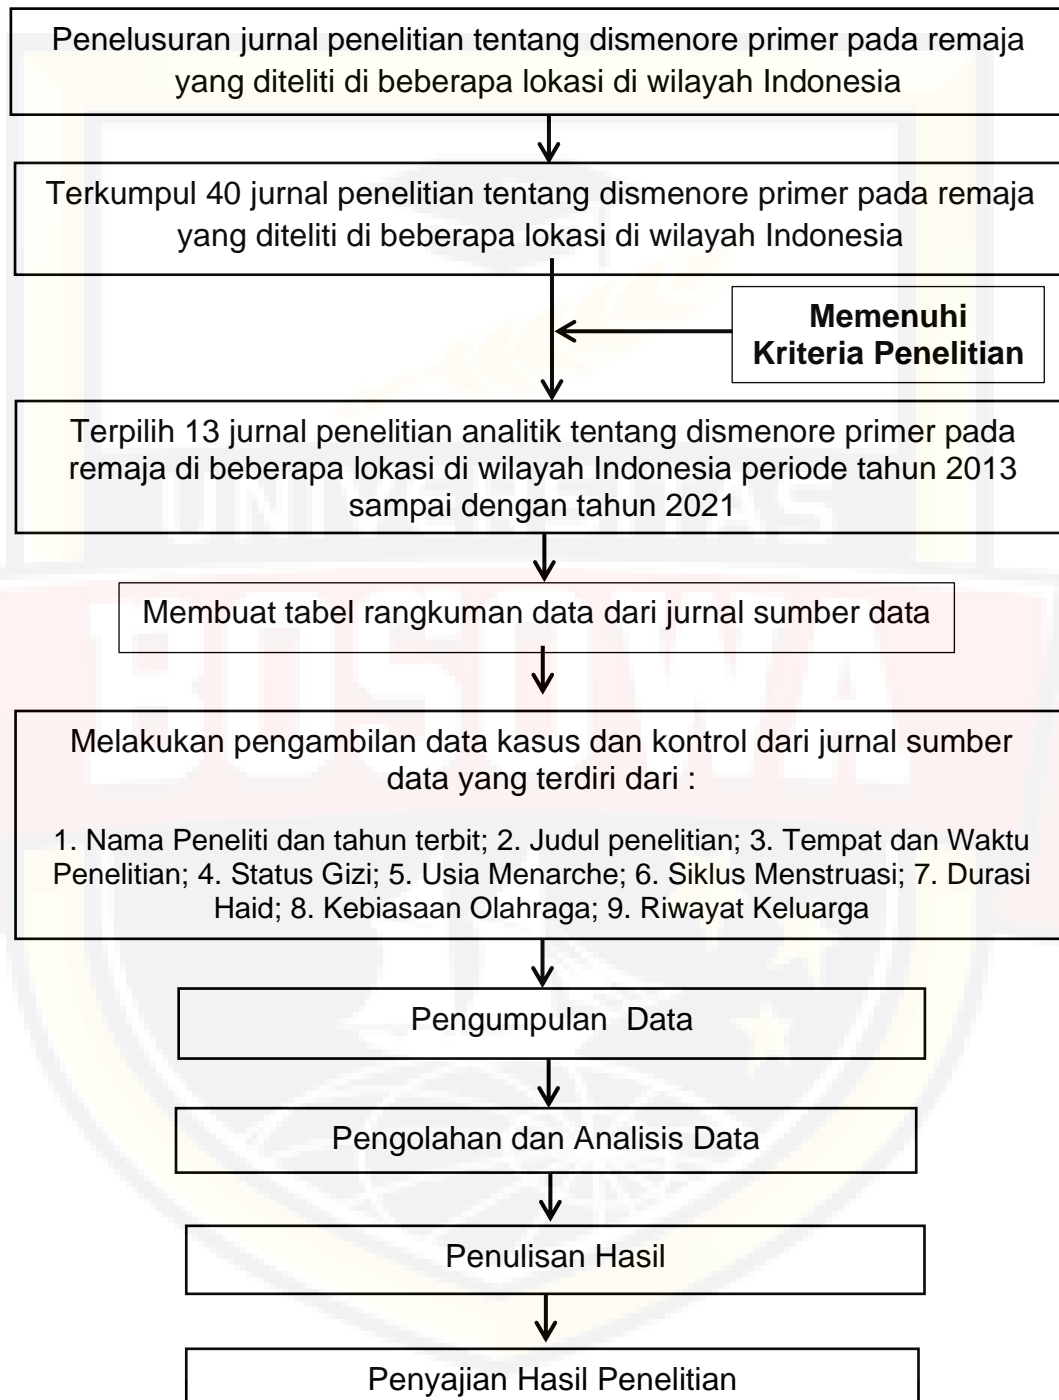 Penelusuran jurnal penelitian tentang dismenore primer pada remaja
yang diteliti di beberapa lokasi di wilayah Indonesia
Terkumpul 40 jurnal penelitian tentang dismenore primer pada remaja
yang diteliti di beberapa lokasi di wilayah Indonesia
Memenuhi
Kriteria Penelitian
Terpilih 13 jurnal penelitian analitik tentang dismenore primer pada
remaja di beberapa lokasi di wilayah Indonesia periode tahun 2013
sampai dengan tahun 2021
UNIVERSITAS
Membuat tabel rangkuman data dari jurnal sumber data
BOSOWA
Melakukan pengambilan data kasus dan kontrol dari jurnal sumber
data yang terdiri dari :
1. Nama Peneliti dan tahun terbit; 2. Judul penelitian; 3. Tempat dan Waktu
Penelitian; 4. Status Gizi; 5. Usia Menarche; 6. Siklus Menstruasi; 7. Durasi
Haid; 8. Kebiasaan Olahraga; 9. Riwayat Keluarga
Pengumpulan  Data
Pengolahan dan Analisis Data
Penulisan Hasil
Penyajian Hasil Penelitian